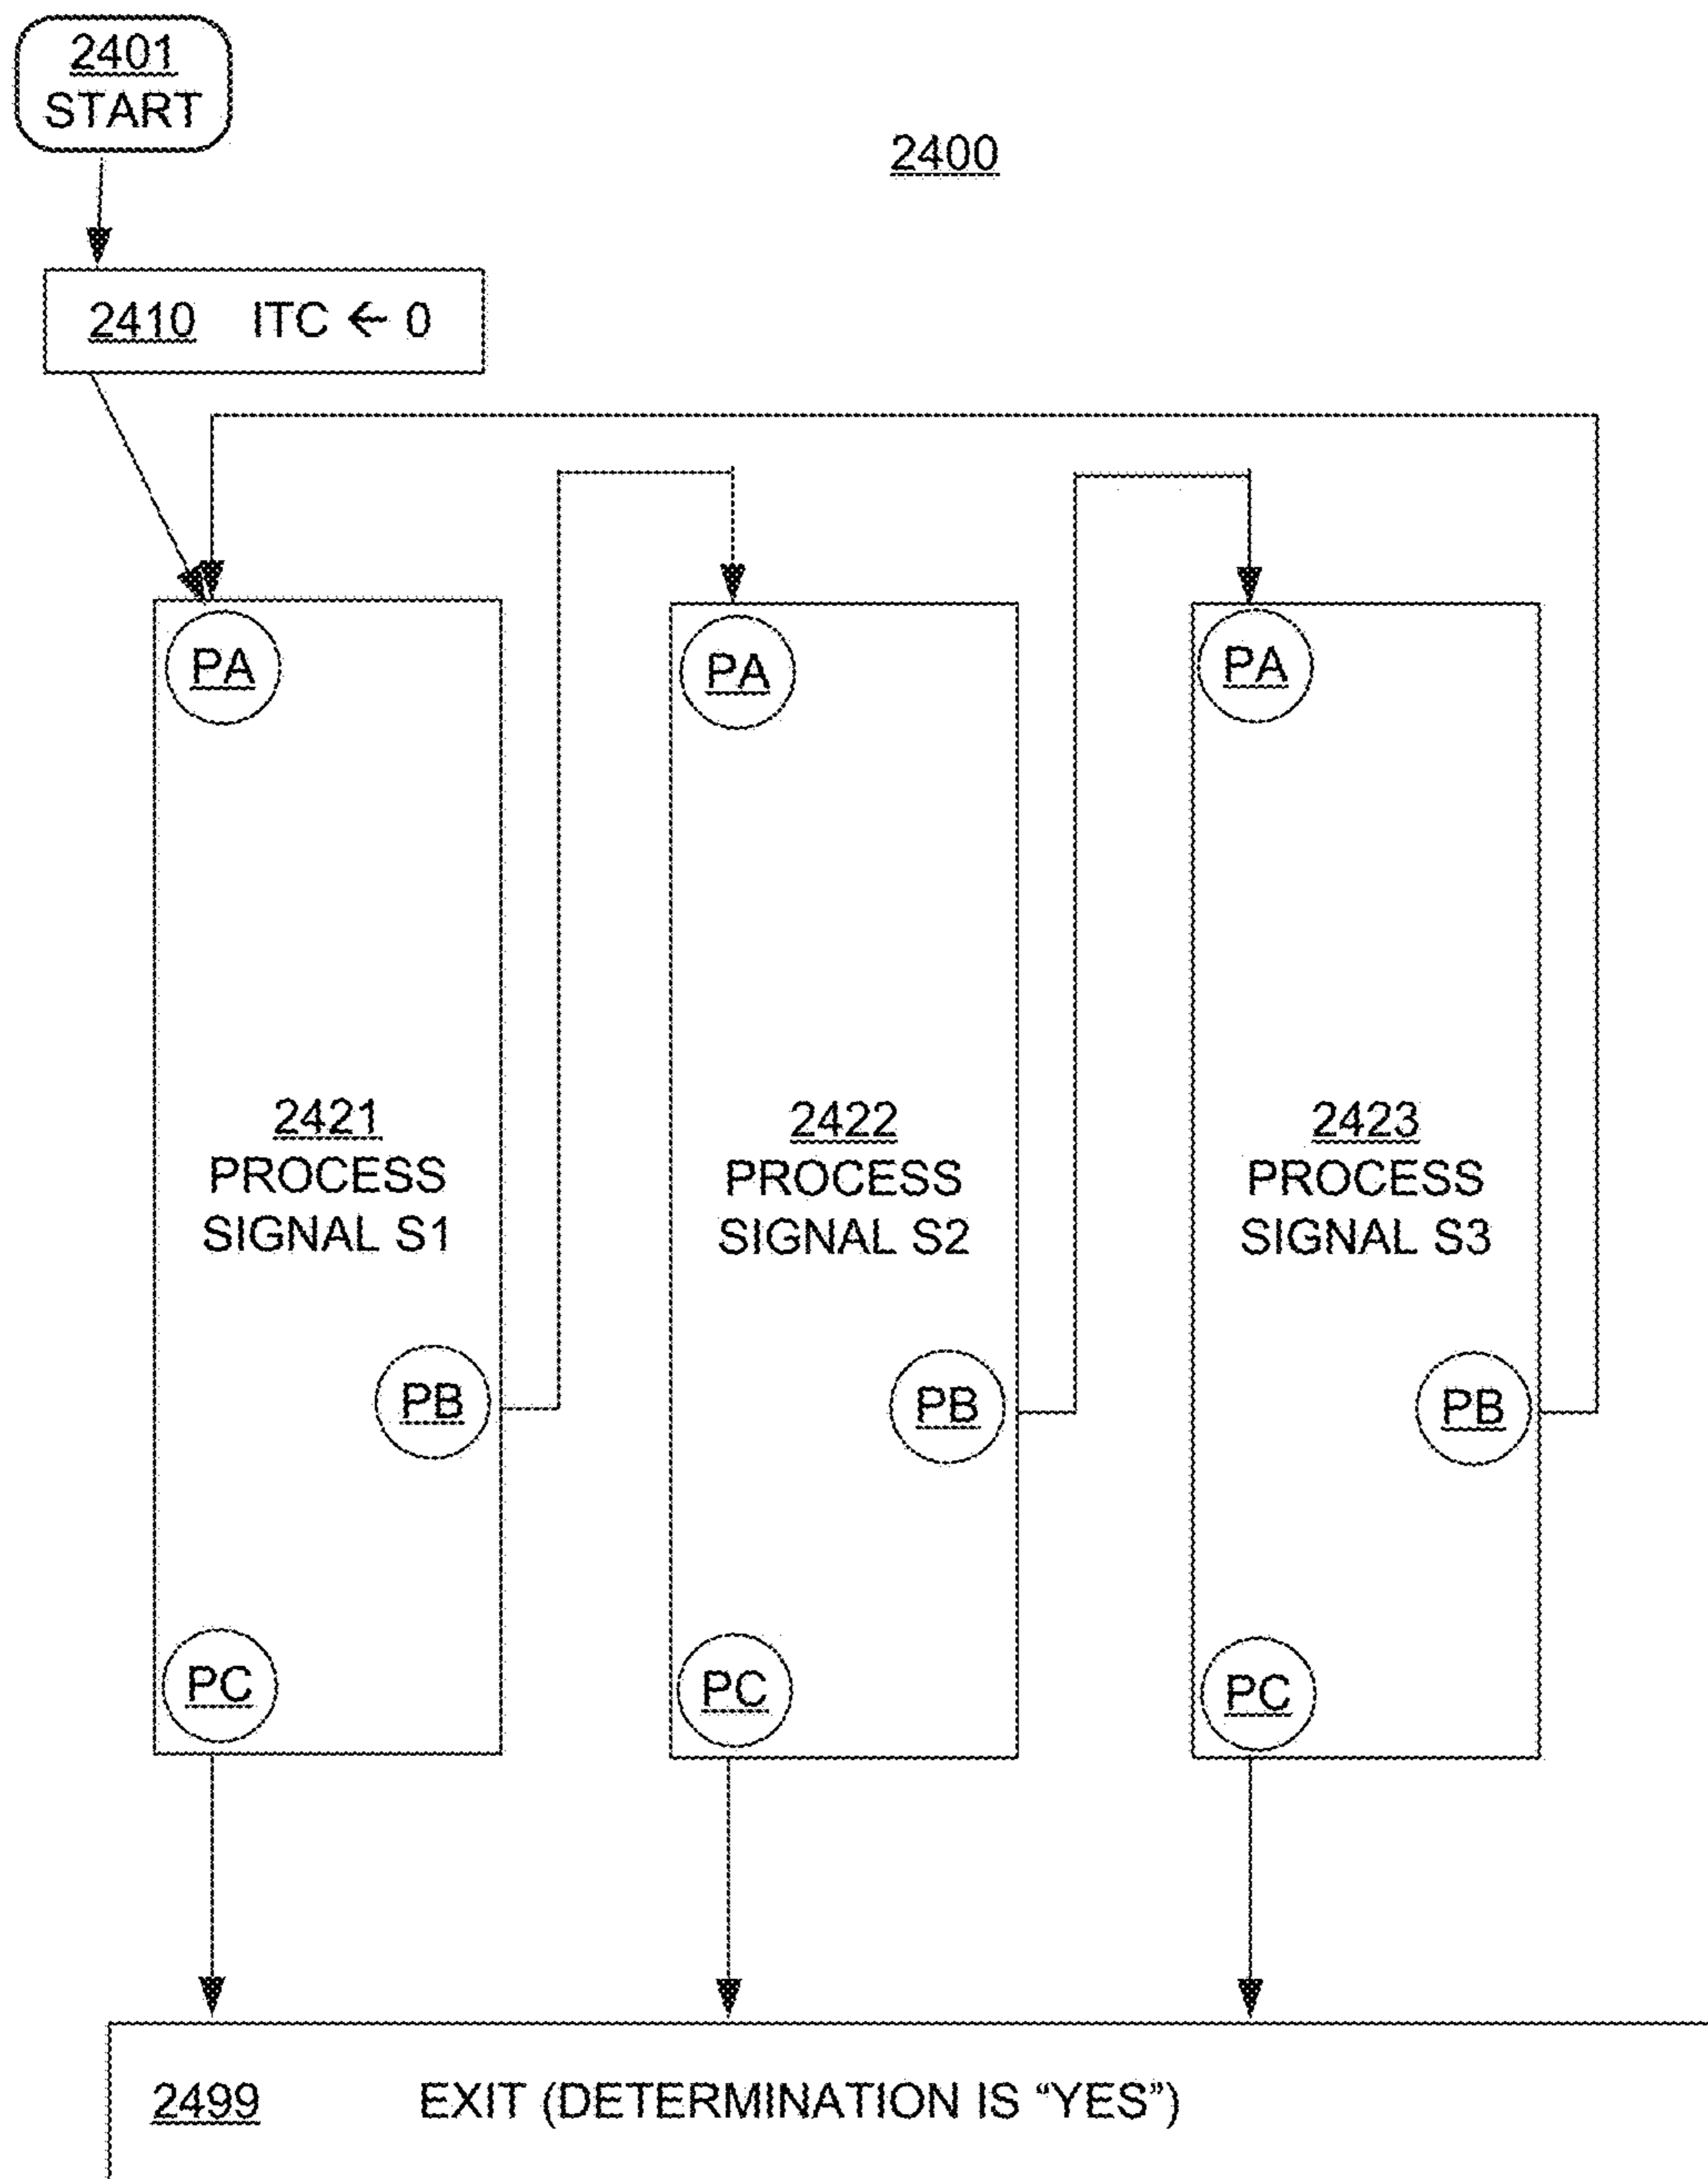 2401
START
2400
2410 ITC ← 0
PA
PA
PA
2421
PROCESS
SIGNAL S1
2422
PROCESS
SIGNAL S2
2423
PROCESS
SIGNAL S3
PB
PB
PB
PC
PC
PC
2499 EXIT (DETERMINATION IS “YES”)